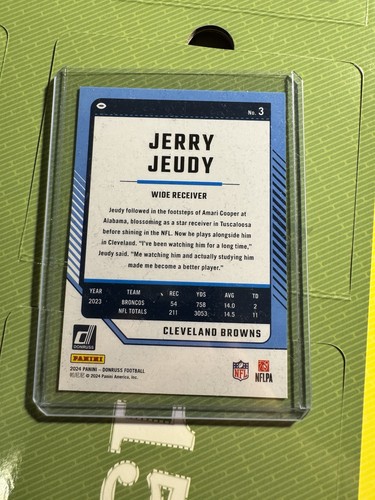 No. 3
JERRY
JEUDY
WIDE RECEIVER
Jeudy followed in the footsteps of Amari Cooper at
Alabama, blossoming as a star receiver in Tuscaloosa
before shining in the NFL. Now he plays alongside him
in Cleveland. "I've been watching him for a long time,"
Jeudy said. "Me watching him and actually studying him
made me become a better player."
YEAR TEAM REC YDS AVG TD
2023 BRONCOS 54 758 14.0 2
NFL TOTALS 211 3053 14.5 11
CLEVELAND BROWNS
DONRUSS
PANINI
NFL
NFLPA
2024 PANINI – DONRUSS FOOTBALL
© 2024 Panini America, Inc.